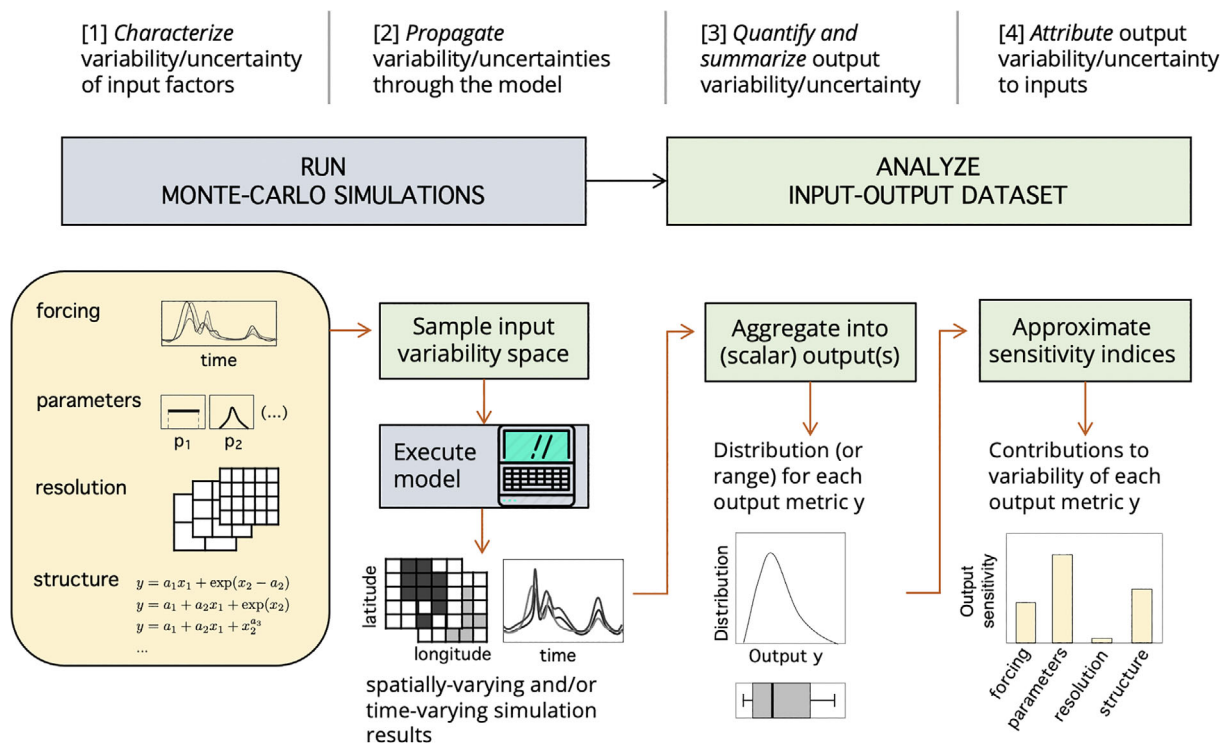 [1] Characterize
variability/uncertainty
of input factors
[2] Propagate
variability/uncertainties
through the model
[3] Quantify and
summarize output
variability/uncertainty
[4] Attribute output
variability/uncertainty
to inputs
RUN
MONTE-CARLO SIMULATIONS
ANALYZE
INPUT-OUTPUT DATASET
forcing
time
parameters
p₁
p₂
(...)
resolution
structure
y = a₁x₁ + exp(x₂ − a₂)
y = a₁ + a₂x₁ + exp(x₂)
y = a₁ + a₂x₁ + x₂^a₃
...
Sample input
variability space
Execute
model
!!
latitude
longitude
time
spatially-varying and/or
time-varying simulation
results
Aggregate into
(scalar) output(s)
Distribution (or
range) for each
output metric y
Distribution
Output y
Approximate
sensitivity indices
Contributions to
variability of each
output metric y
Output
sensitivity
forcing
parameters
resolution
structure